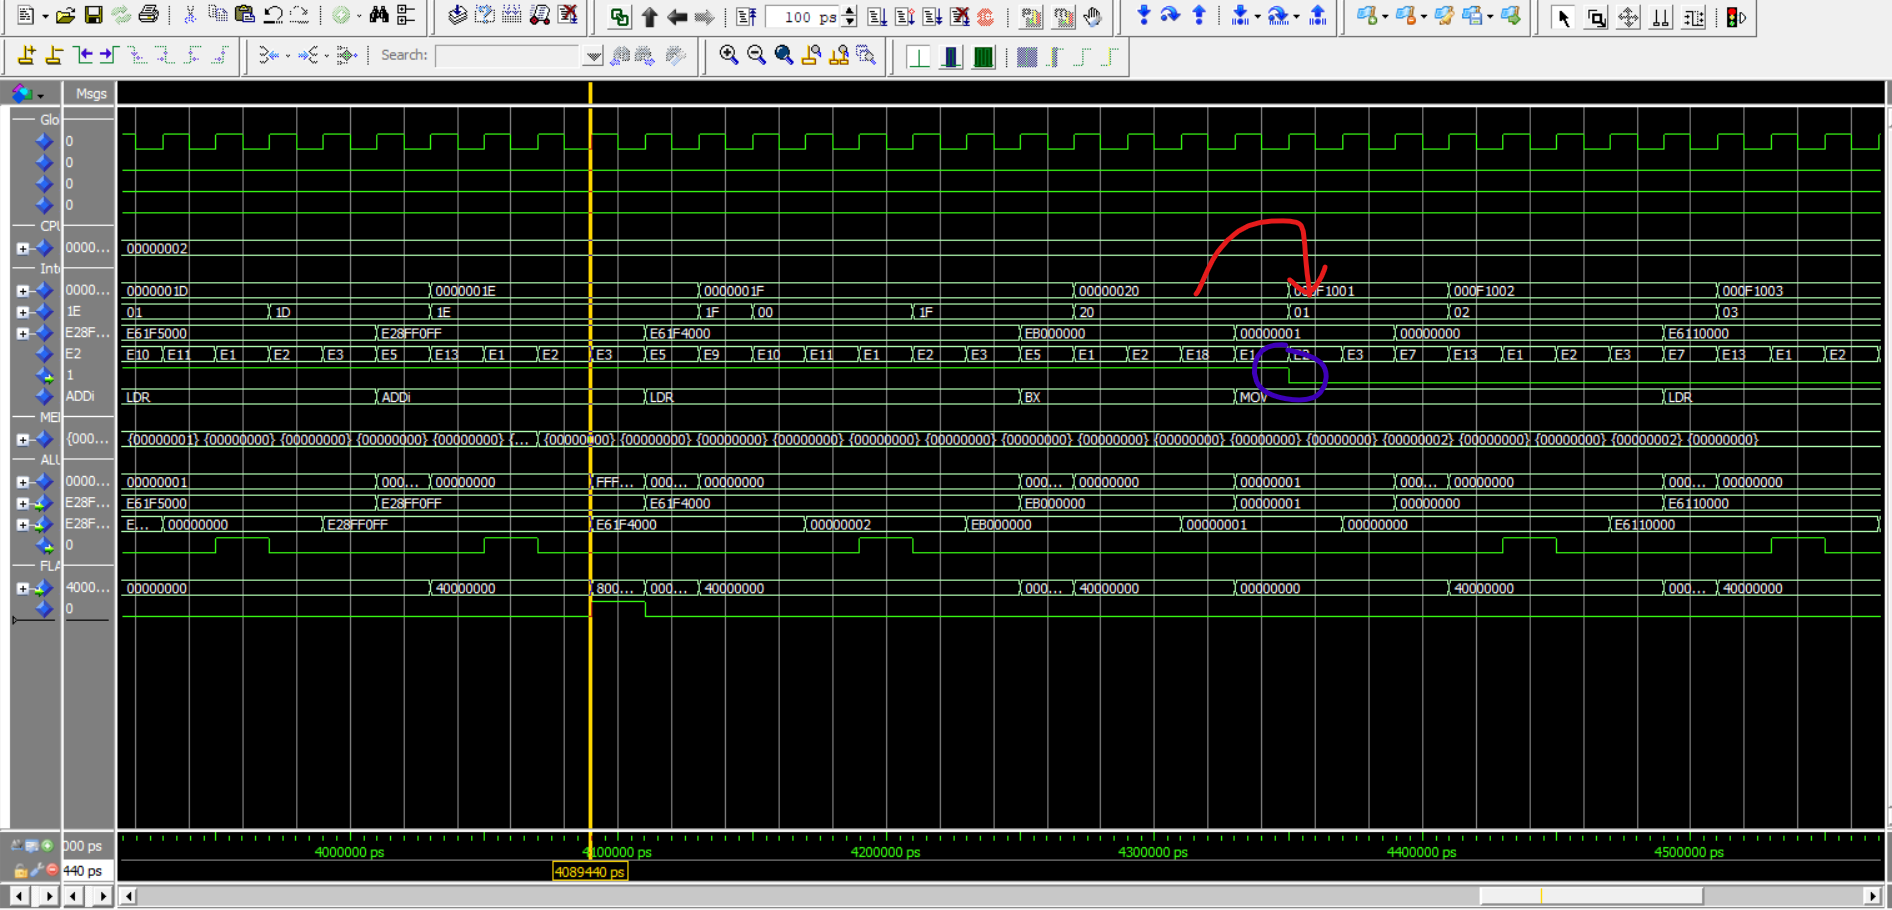 100 ps
Search:
Msgs
Glo
0
0
0
0
CPU
0000... 00000002
Inte
0000... 0000001D 0000001E 0000001F 00000020 000F1001 000F1002 000F1003
1E 01 1D 1E 1F 00 1F 20 01 02 03
E28F... E61F5000 E28FF0FF E61F4000 EB000000 00000001 00000000 E6110000
E2 E10 E11 E1 E2 E3 E5 E13 E1 E2 E3 E5 E9 E10 E11 E1 E2 E3 E5 E1 E2 E18 E1 E2 E3 E7 E13 E1 E2 E3 E7 E13 E1 E2
1
ADDi LDR ADDi LDR BX MOV LDR
ME
{000... {00000001} {00000000} {00000000} {00000000} {00000000} {... {00000000} {00000000} {00000000} {00000000} {00000000} {00000000} {00000000} {00000000} {00000000} {00000000} {00000000} {00000002} {00000000} {00000000} {00000002} {00000000}
ALU
0000... 00000001 000... 00000000 FFF... 000... 00000000 000... 00000000 00000001 000... 00000000 000... 00000000
E28F... E61F5000 E28FF0FF E61F4000 EB000000 00000001 00000000 E6110000
E28F... E... 00000000 E28FF0FF E61F4000 00000002 EB000000 00000001 00000000 E6110000
0
FLA
4000... 00000000 40000000 800... 000... 40000000 000... 40000000 00000000 40000000 000... 40000000
0
000 ps 4000000 ps 4100000 ps 4200000 ps 4300000 ps 4400000 ps 4500000 ps
440 ps 4089440 ps